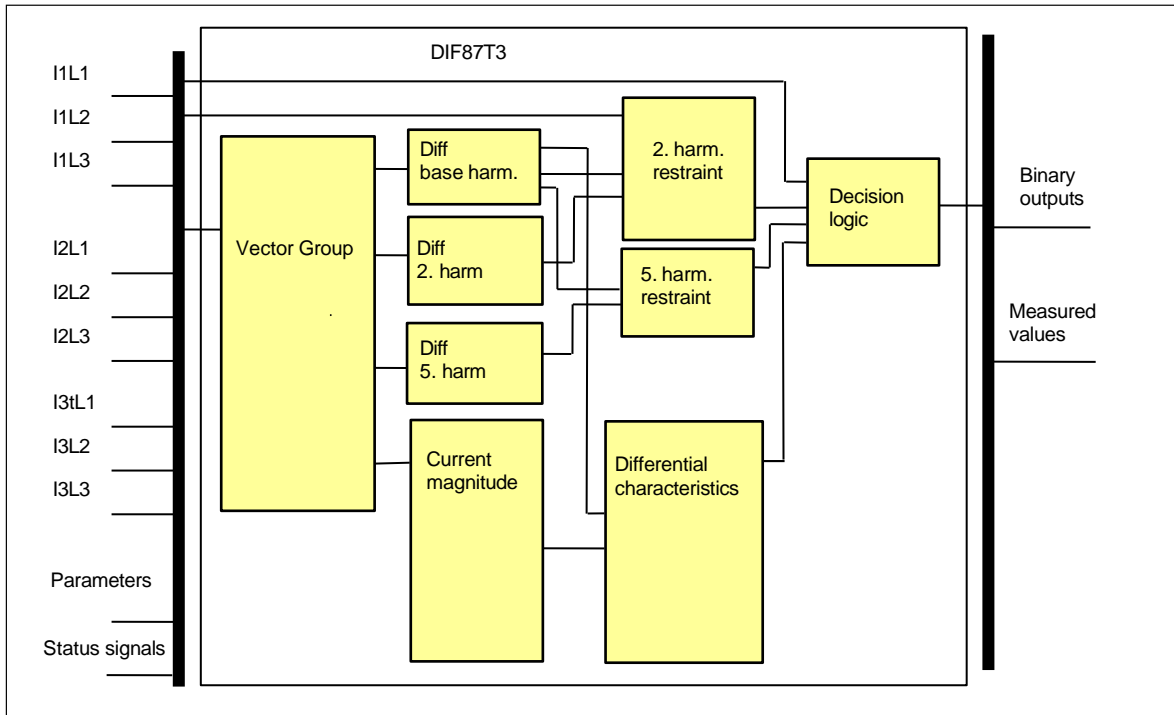 DIF87T3
I1L1
I1L2
I1L3
I2L1
I2L2
I2L3
I3tL1
I3L2
I3L3
Parameters
Status signals
Vector Group
Diff
base harm.
Diff
2. harm
Diff
5. harm
Current
magnitude
2. harm.
restraint
5. harm.
restraint
Differential
characteristics
Decision
logic
Binary
outputs
Measured
values